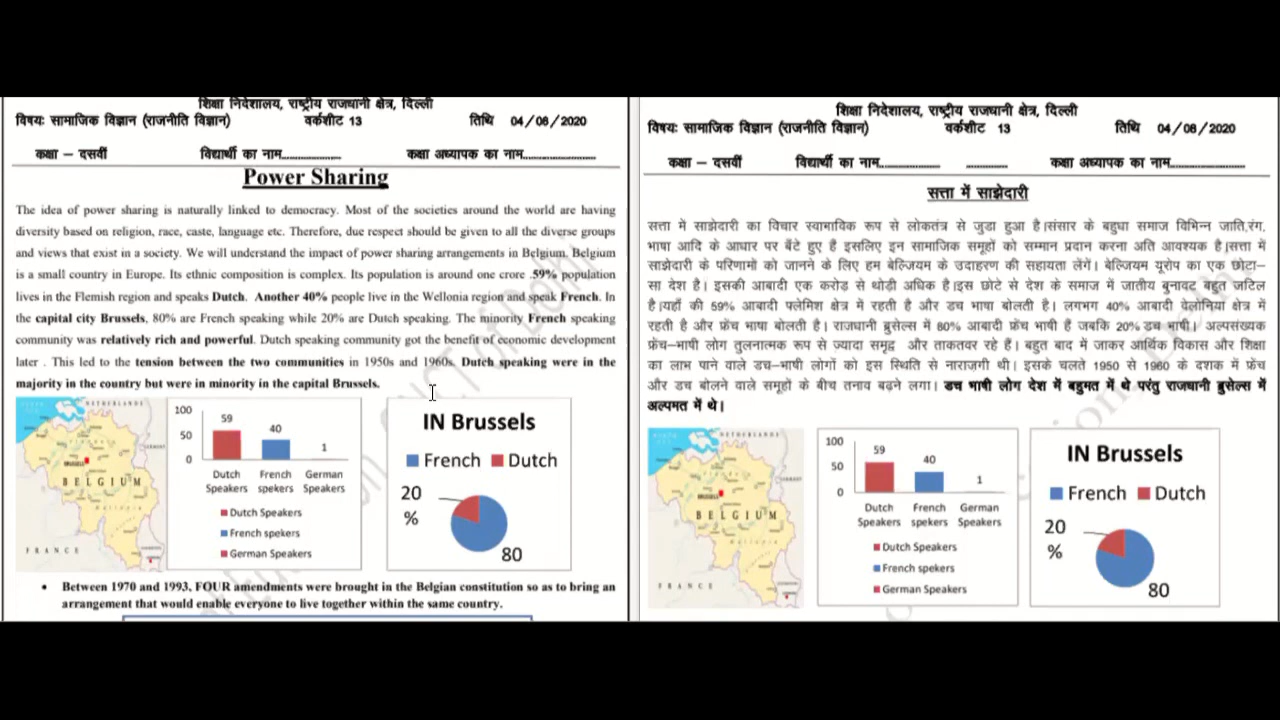 शिक्षा निदेशालय, राष्ट्रीय राजधानी क्षेत्र, दिल्ली
विषयः सामाजिक विज्ञान (राजनीति विज्ञान) वर्कशीट 13 तिथि 04/08/2020
कक्षा – दसवीं विद्यार्थी का नाम.................... कक्षा अध्यापक का नाम........................
Power Sharing
The idea of power sharing is naturally linked to democracy. Most of the societies around the world are having
diversity based on religion, race, caste, language etc. Therefore, due respect should be given to all the diverse groups
and views that exist in a society. We will understand the impact of power sharing arrangements in Belgium. Belgium
is a small country in Europe. Its ethnic composition is complex. Its population is around one crore .59% population
lives in the Flemish region and speaks Dutch. Another 40% people live in the Wellonia region and speak French. In
the capital city Brussels, 80% are French speaking while 20% are Dutch speaking. The minority French speaking
community was relatively rich and powerful. Dutch speaking community got the benefit of economic development
later . This led to the tension between the two communities in 1950s and 1960s. Dutch speaking were in the
majority in the country but were in minority in the capital Brussels.
NETHERLANDS
BRUSSELS
BELGIUM
FRANCE
100
50
0
59
40
1
Dutch Speakers
French spekers
German Speakers
Dutch Speakers
French spekers
German Speakers
IN Brussels
French Dutch
20
%
80
• Between 1970 and 1993, FOUR amendments were brought in the Belgian constitution so as to bring an
arrangement that would enable everyone to live together within the same country.
शिक्षा निदेशालय, राष्ट्रीय राजधानी क्षेत्र, दिल्ली
विषयः सामाजिक विज्ञान (राजनीति विज्ञान) वर्कशीट 13 तिथि 04/08/2020
कक्षा – दसवीं विद्यार्थी का नाम.................... ............. कक्षा अध्यापक का नाम........................
सत्ता में साझेदारी
सत्ता में साझेदारी का विचार स्वाभाविक रूप से लोकतंत्र से जुडा हुआ है।संसार के बहुधा समाज विभिन्न जाति,रंग,
भाषा आदि के आधार पर बँटे हुए हैं इसलिए इन सामाजिक समूहों को सम्मान प्रदान करना अति आवश्यक है।सत्ता में
साझेदारी के परिणामो को जानने के लिए हम बेल्जियम के उदाहरण की सहायता लेंगें। बेल्जियम यूरोप का एक छोटा–
सा देश है। इसकी आबादी एक करोड से थोड़ी अधिक है।इस छोटे से देश के समाज में जातीय बुनावट बहुत जटिल
है।यहाँ की 59% आबादी फ्लेमिश क्षेत्र में रहती है और डच भाषा बोलती है। लगभग 40% आबादी वेलोनिया क्षेत्र में
रहती है और फ्रेंच भाषा बोलती है। राजधानी ब्रुसेल्स में 80% आबादी फ्रेंच भाषी हैं जबकि 20% डच भाषी। अल्पसंख्यक
फ्रेंच–भाषी लोग तुलनात्मक रूप से ज्यादा समृद्व और ताकतवर रहे हैं। बहुत बाद में जाकर आर्थिक विकास और शिक्षा
का लाभ पाने वाले डच–भाषी लोगों को इस स्थिति से नाराज़गी थी। इसके चलते 1950 से 1960 के दशक में फ्रेंच
और डच बोलने वाले समूहों के बीच तनाव बढ़ने लगा। डच भाषी लोग देश में बहुमत में थे परंतु राजधानी ब्रुसेल्स में
अल्पमत में थे।
NETHERLANDS
BRUSSELS
BELGIUM
FRANCE
100
50
0
59
40
1
Dutch Speakers
French spekers
German Speakers
Dutch Speakers
French spekers
German Speakers
IN Brussels
French Dutch
20
%
80